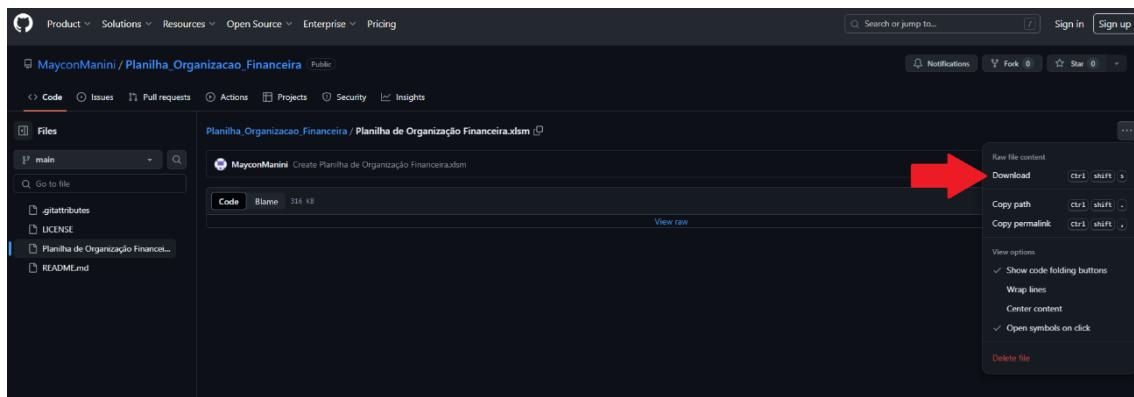 Product Solutions Resources Open Source Enterprise Pricing Search or jump to... / Sign in Sign up
MayconManini / Planilha_Organizacao_Financeira Public Notifications Fork 0 Star 0
Code Issues Pull requests Actions Projects Security Insights
Files
main
Go to file
.gitattributes
LICENSE
Planilha de Organização Financei...
README.md
Planilha_Organizacao_Financeira / Planilha de Organização Financeira.xlsm
MayconManini Create Planilha de Organização Financeira.xlsm
Code Blame 316 KB
View raw
Raw file content
Download Ctrl shift s
Copy path Ctrl shift .
Copy permalink Ctrl shift ,
View options
Show code folding buttons
Wrap lines
Center content
Open symbols on click
Delete file